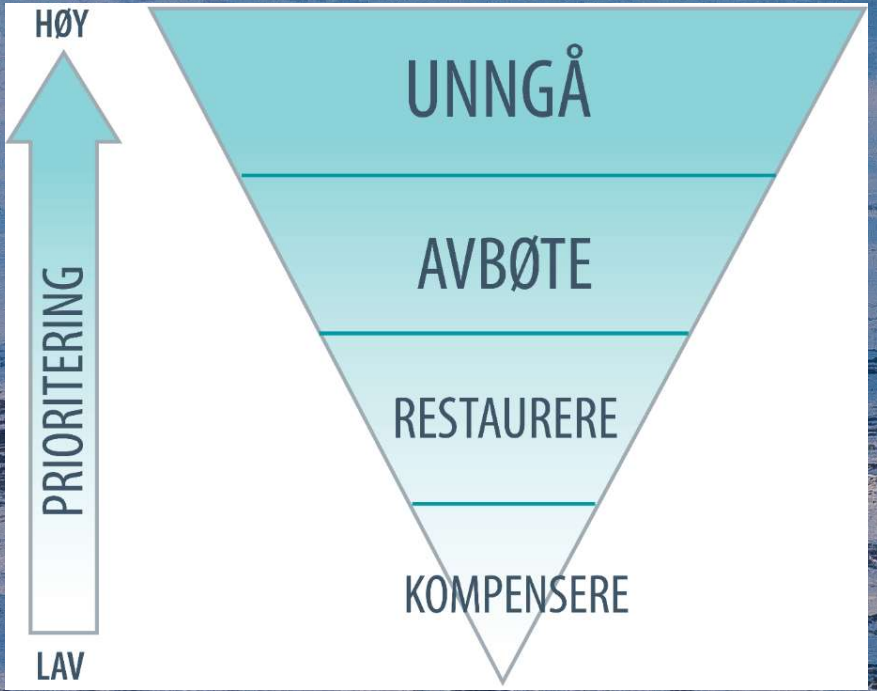 HØY
UNNGÅ
AVBØTE
PRIORITERING
RESTAURERE
KOMPENSERE
LAV